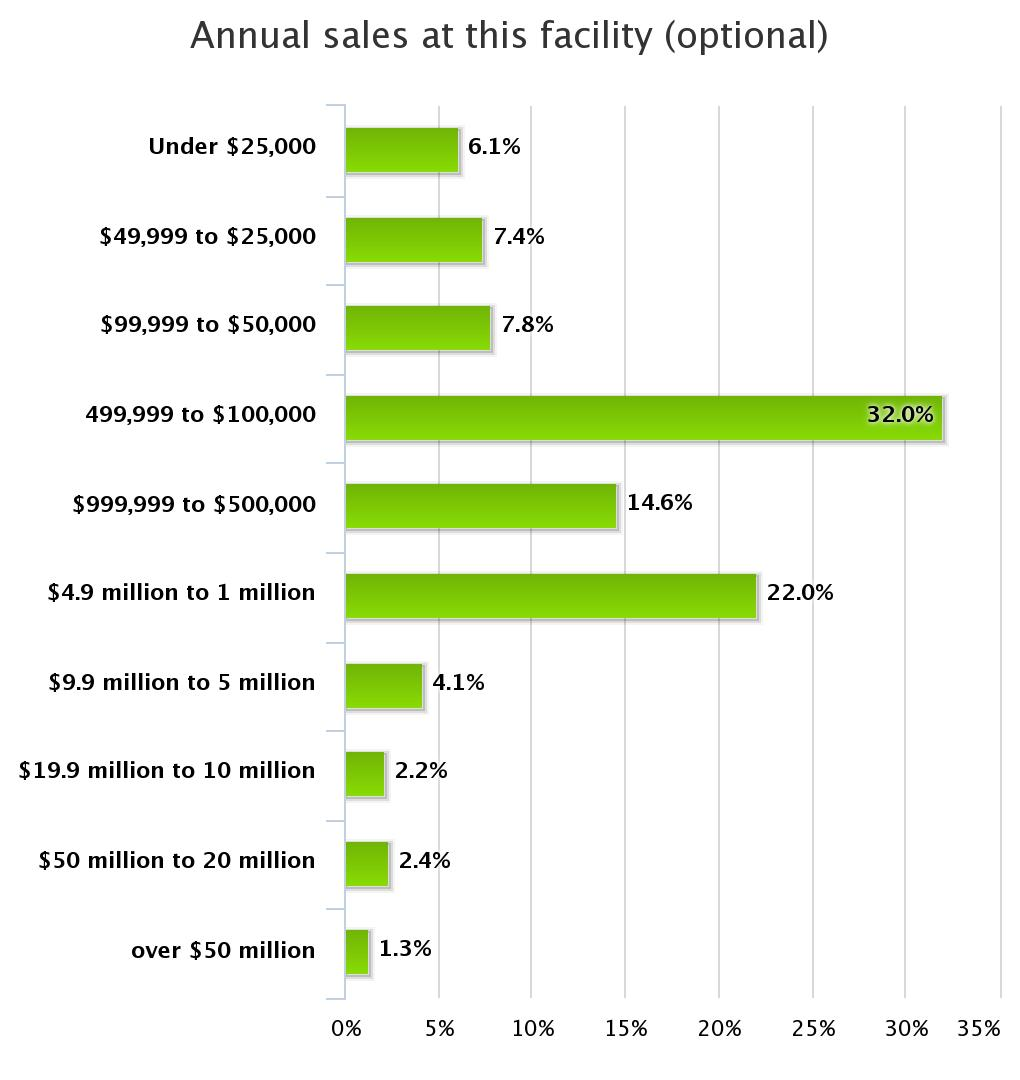 Annual sales at this facility (optional)
Under $25,000
6.1%
$49,999 to $25,000
7.4%
$99,999 to $50,000
7.8%
499,999 to $100,000
32.0%
$999,999 to $500,000
14.6%
$4.9 million to 1 million
22.0%
$9.9 million to 5 million
4.1%
$19.9 million to 10 million
2.2%
$50 million to 20 million
2.4%
over $50 million
1.3%
0% 5% 10% 15% 20% 25% 30% 35%